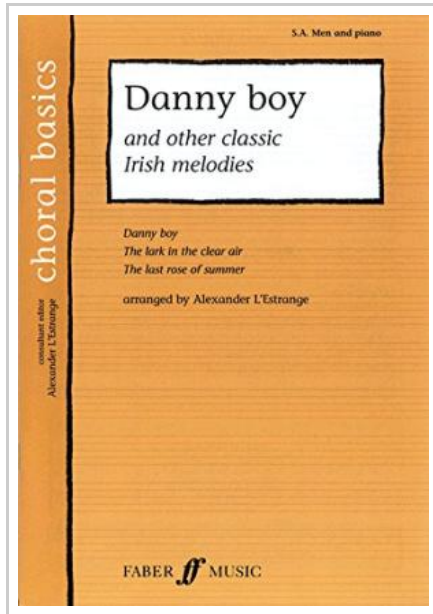 S.A. Men and piano
Danny boy
and other classic
Irish melodies
Danny boy
The lark in the clear air
The last rose of summer
arranged by Alexander L'Estrange
choral basics
consultant editor
Alexander L'Estrange
FABER ff MUSIC